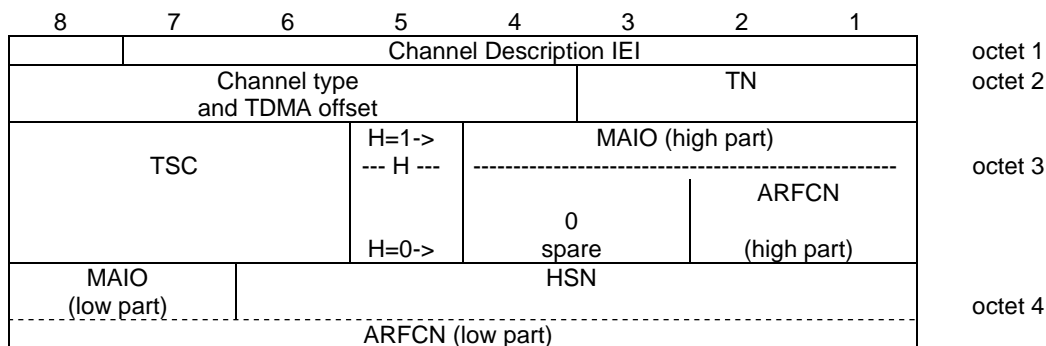 8 7 6 5 4 3 2 1
Channel Description IEI octet 1
Channel type TN octet 2
and TDMA offset
H=1-> MAIO (high part)
TSC --- H --- ----------------------------------------------------- octet 3
ARFCN
0
H=0-> spare (high part)
MAIO HSN
(low part) octet 4
ARFCN (low part)